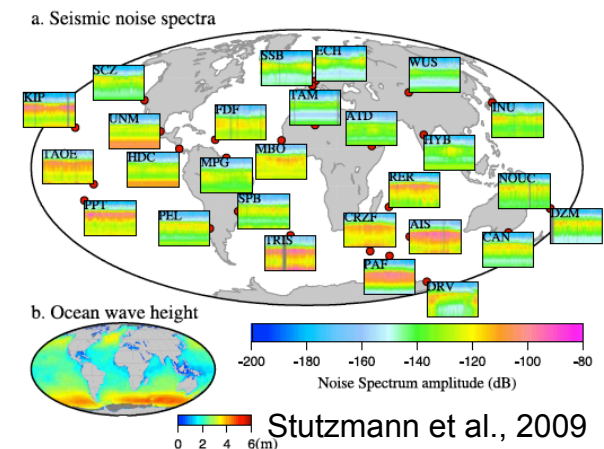 a. Seismic noise spectra
SSB
ECH
WUS
SCZ
KIP
TAM
INU
UNM
FDF
ATD
HYB
TAOE
HDC
MPG
MBO
RER
NOUC
PPT
PEL
SPB
CRZF
AIS
CAN
DZM
TRIS
PAF
DRV
b. Ocean wave height
-200 -180 -160 -140 -120 -100 -80
Noise Spectrum amplitude (dB)
0 2 4 6(m)
Stutzmann et al., 2009